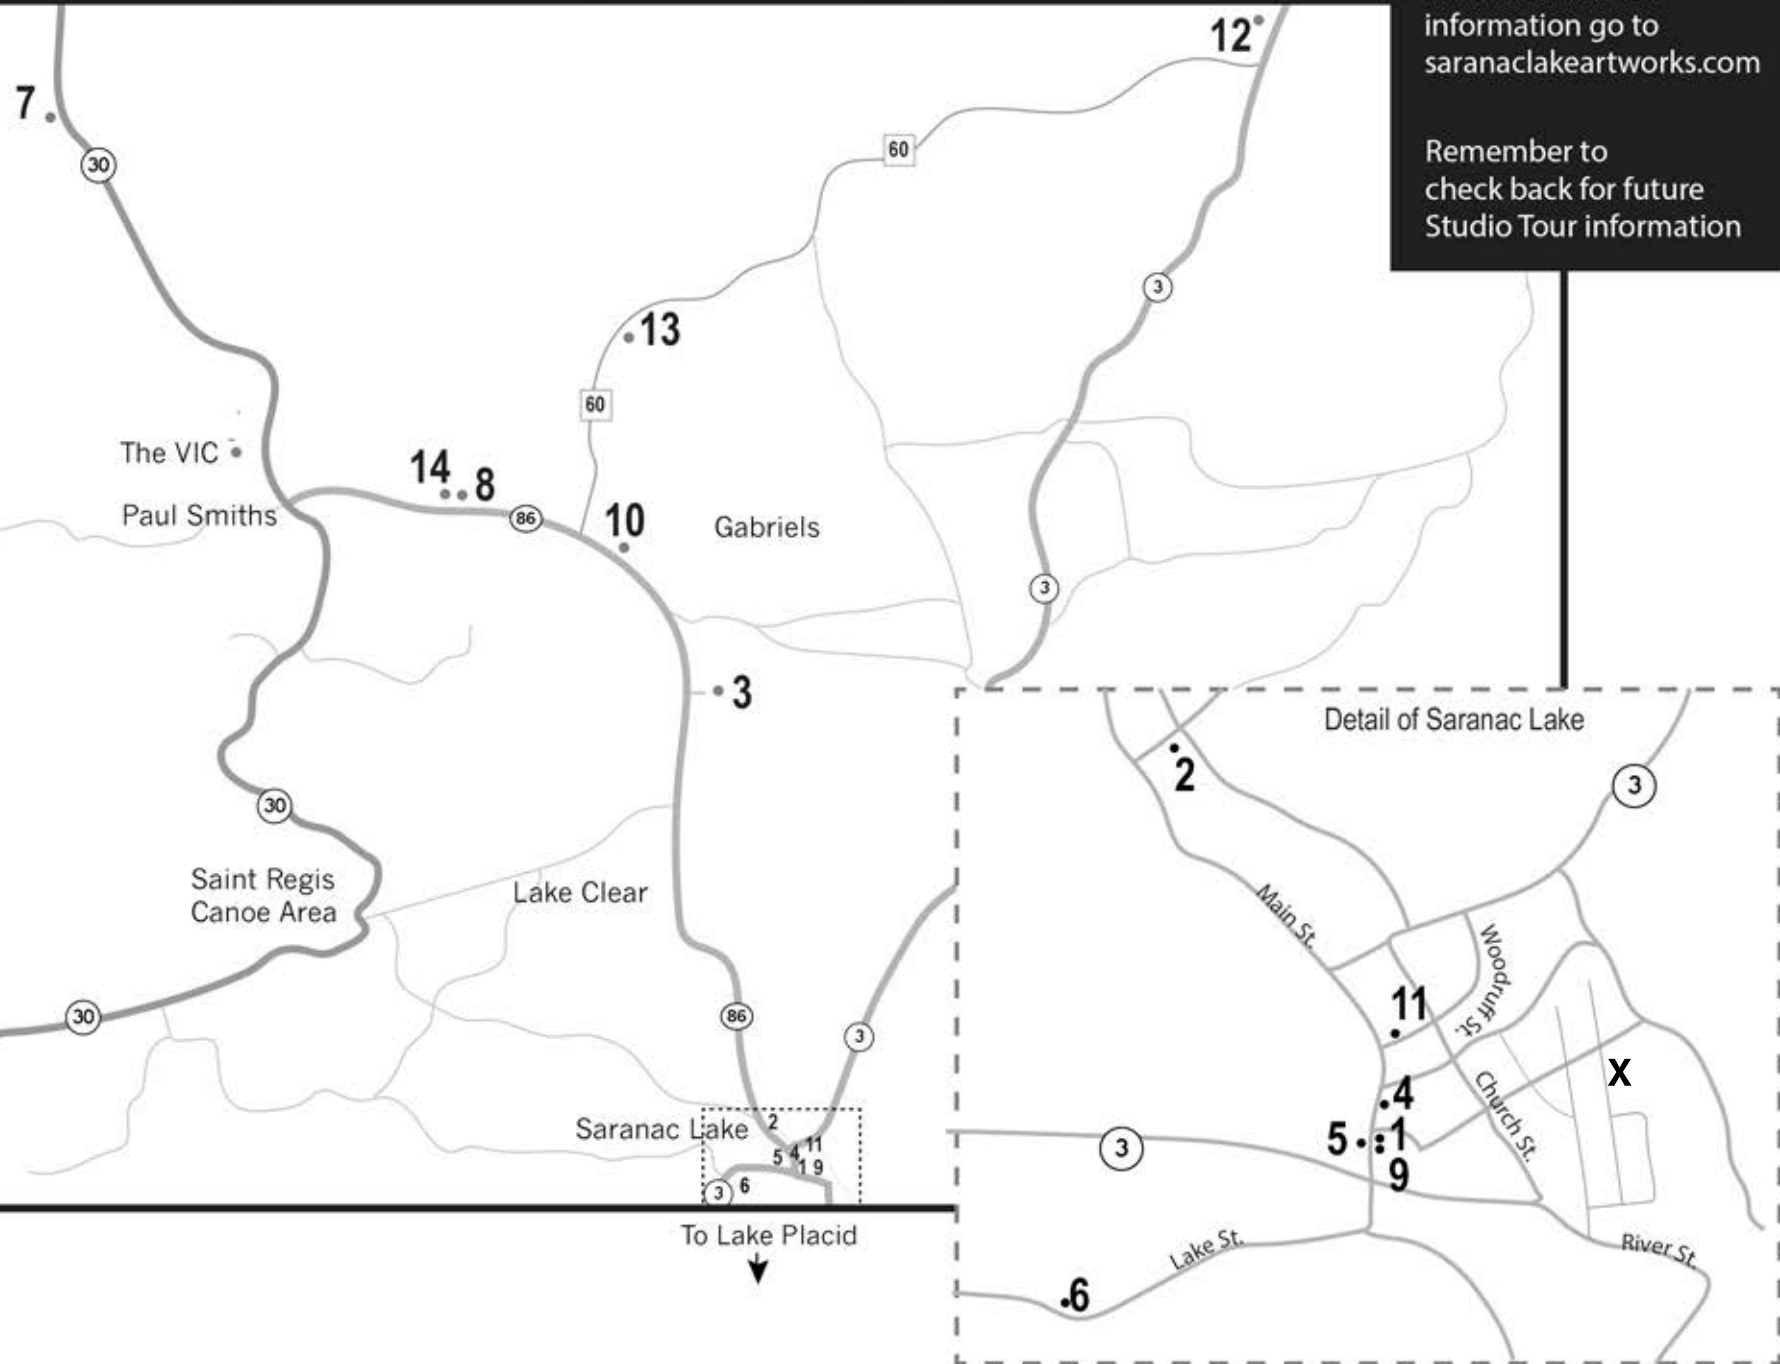 information go to
saranaclakeartworks.com
Remember to
check back for future
Studio Tour information
12
7
30
60
3
13
60
The VIC
14
8
86
10
Paul Smiths
Gabriels
3
3
30
Saint Regis
Canoe Area
Lake Clear
30
86
3
Saranac Lake
2
11
5
4
1
9
6
3
To Lake Placid
Detail of Saranac Lake
2
3
Main St.
Woodruff St.
11
X
4
Church St.
5
1
3
9
Lake St.
River St.
6